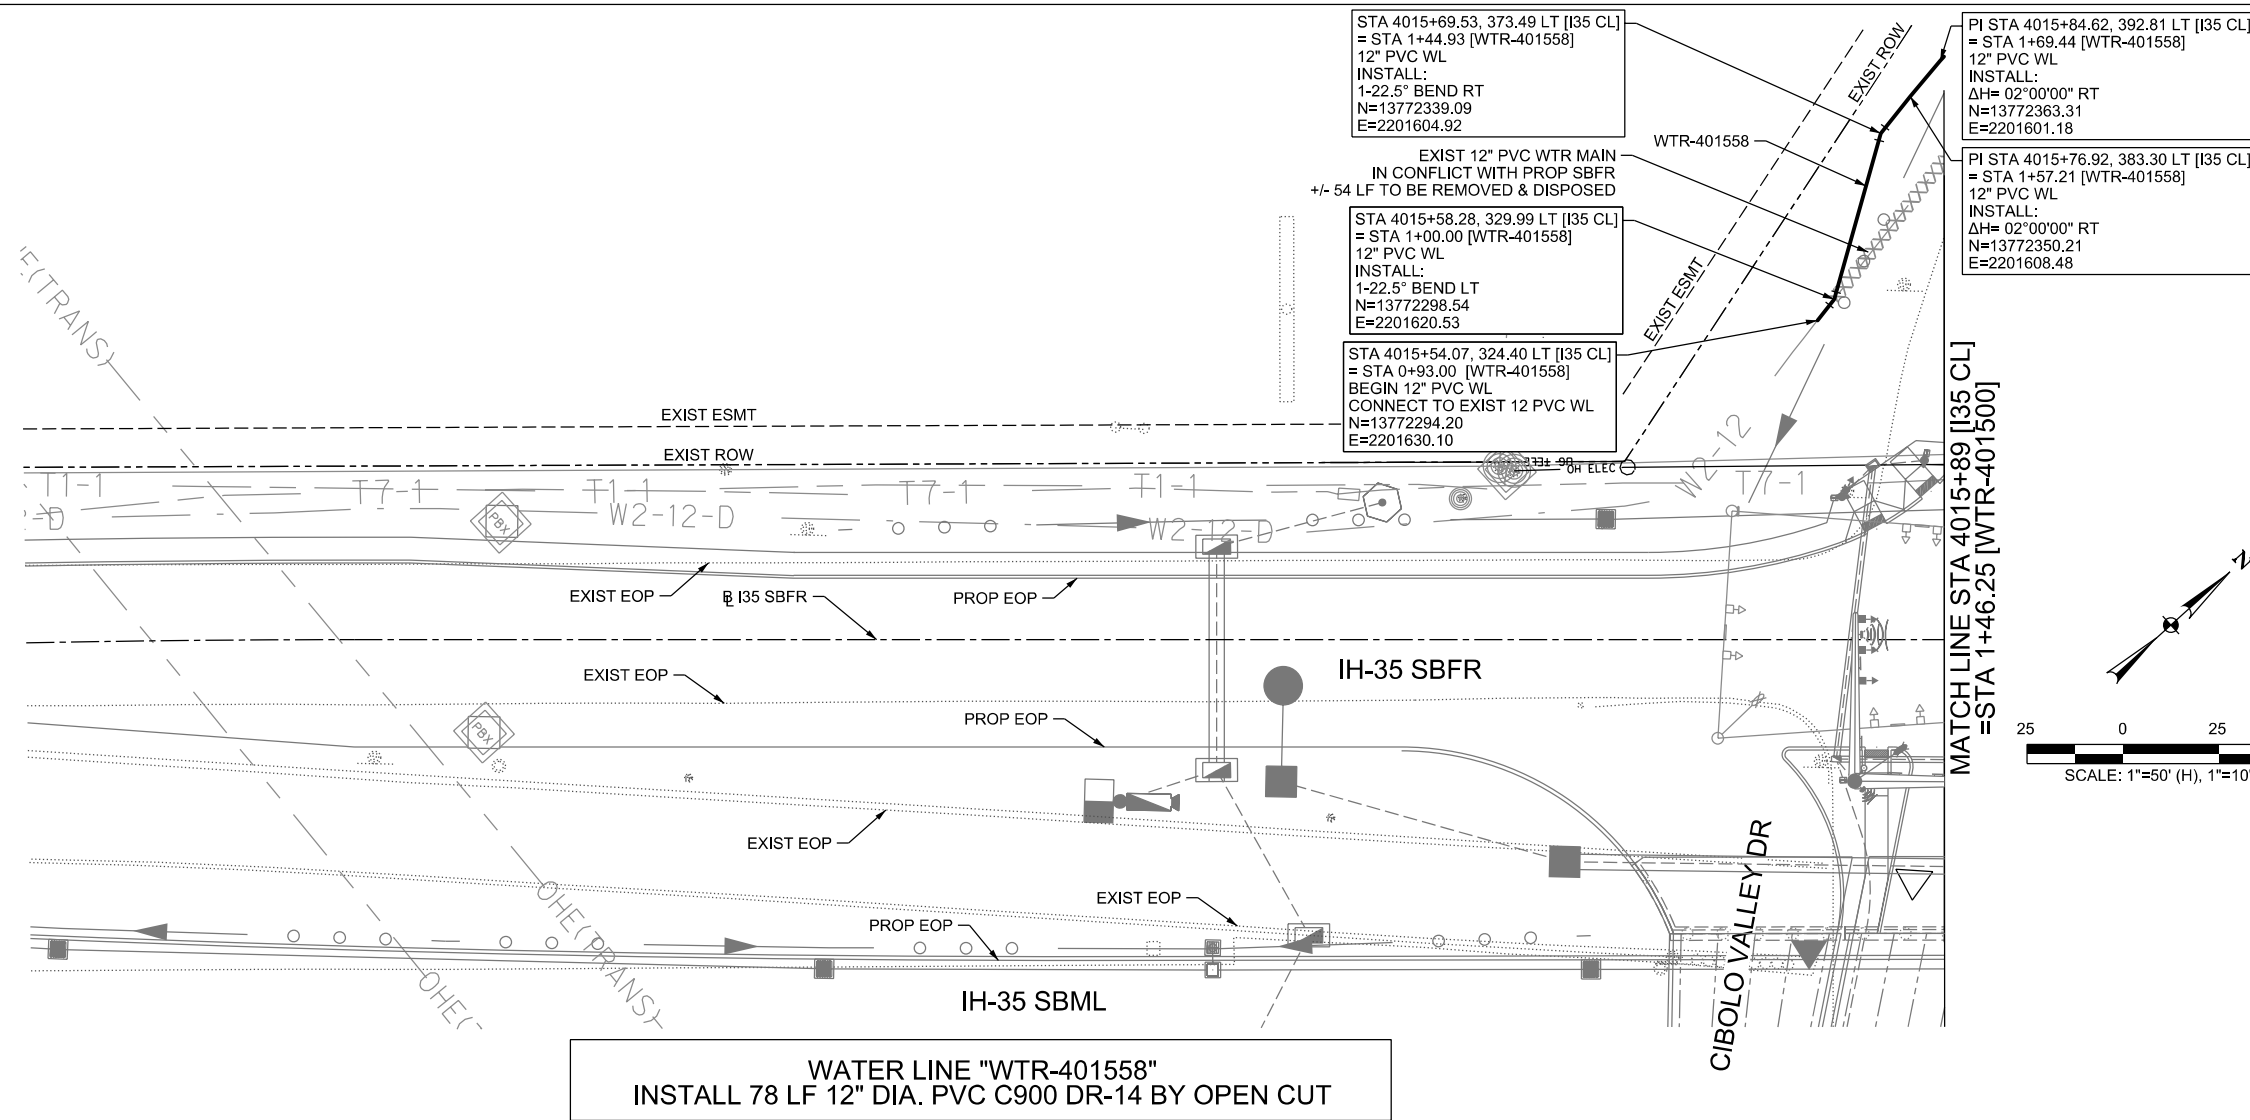 STA 4015+69.53, 373.49 LT [I35 CL]
= STA 1+44.93 [WTR-401558]
12" PVC WL
INSTALL:
1-22.5° BEND RT
N=13772339.09
E=2201604.92
PI STA 4015+84.62, 392.81 LT [I35 CL]
= STA 1+69.44 [WTR-401558]
12" PVC WL
INSTALL:
ΔH= 02°00'00" RT
N=13772363.31
E=2201601.18
EXIST ROW
WTR-401558
EXIST 12" PVC WTR MAIN
IN CONFLICT WITH PROP SBFR
+/- 54 LF TO BE REMOVED & DISPOSED
PI STA 4015+76.92, 383.30 LT [I35 CL]
= STA 1+57.21 [WTR-401558]
12" PVC WL
INSTALL:
ΔH= 02°00'00" RT
N=13772350.21
E=2201608.48
STA 4015+58.28, 329.99 LT [I35 CL]
= STA 1+00.00 [WTR-401558]
12" PVC WL
INSTALL:
1-22.5° BEND LT
N=13772298.54
E=2201620.53
EXIST ESMT
STA 4015+54.07, 324.40 LT [I35 CL]
= STA 0+93.00 [WTR-401558]
BEGIN 12" PVC WL
CONNECT TO EXIST 12 PVC WL
N=13772294.20
E=2201630.10
E(TRANS)
EXIST ESMT
EXIST ROW
OH ELEC
W2-12
T1-1
T7-1
T1-1
T7-1
T1-1
T7-1
2-D
PBX
W2-12-D
W2-12-D
MATCH LINE STA 4015+89 [I35 CL]
=STA 1+46.25 [WTR-401500]
N
EXIST EOP
BL I35 SBFR
PROP EOP
EXIST EOP
IH-35 SBFR
PROP EOP
PBX
25 0 25
SCALE: 1"=50' (H), 1"=10'
EXIST EOP
CIBOLO VALLEY DR
OHE(TRANS)
EXIST EOP
PROP EOP
OHE(
IH-35 SBML
WATER LINE "WTR-401558"
INSTALL 78 LF 12" DIA. PVC C900 DR-14 BY OPEN CUT